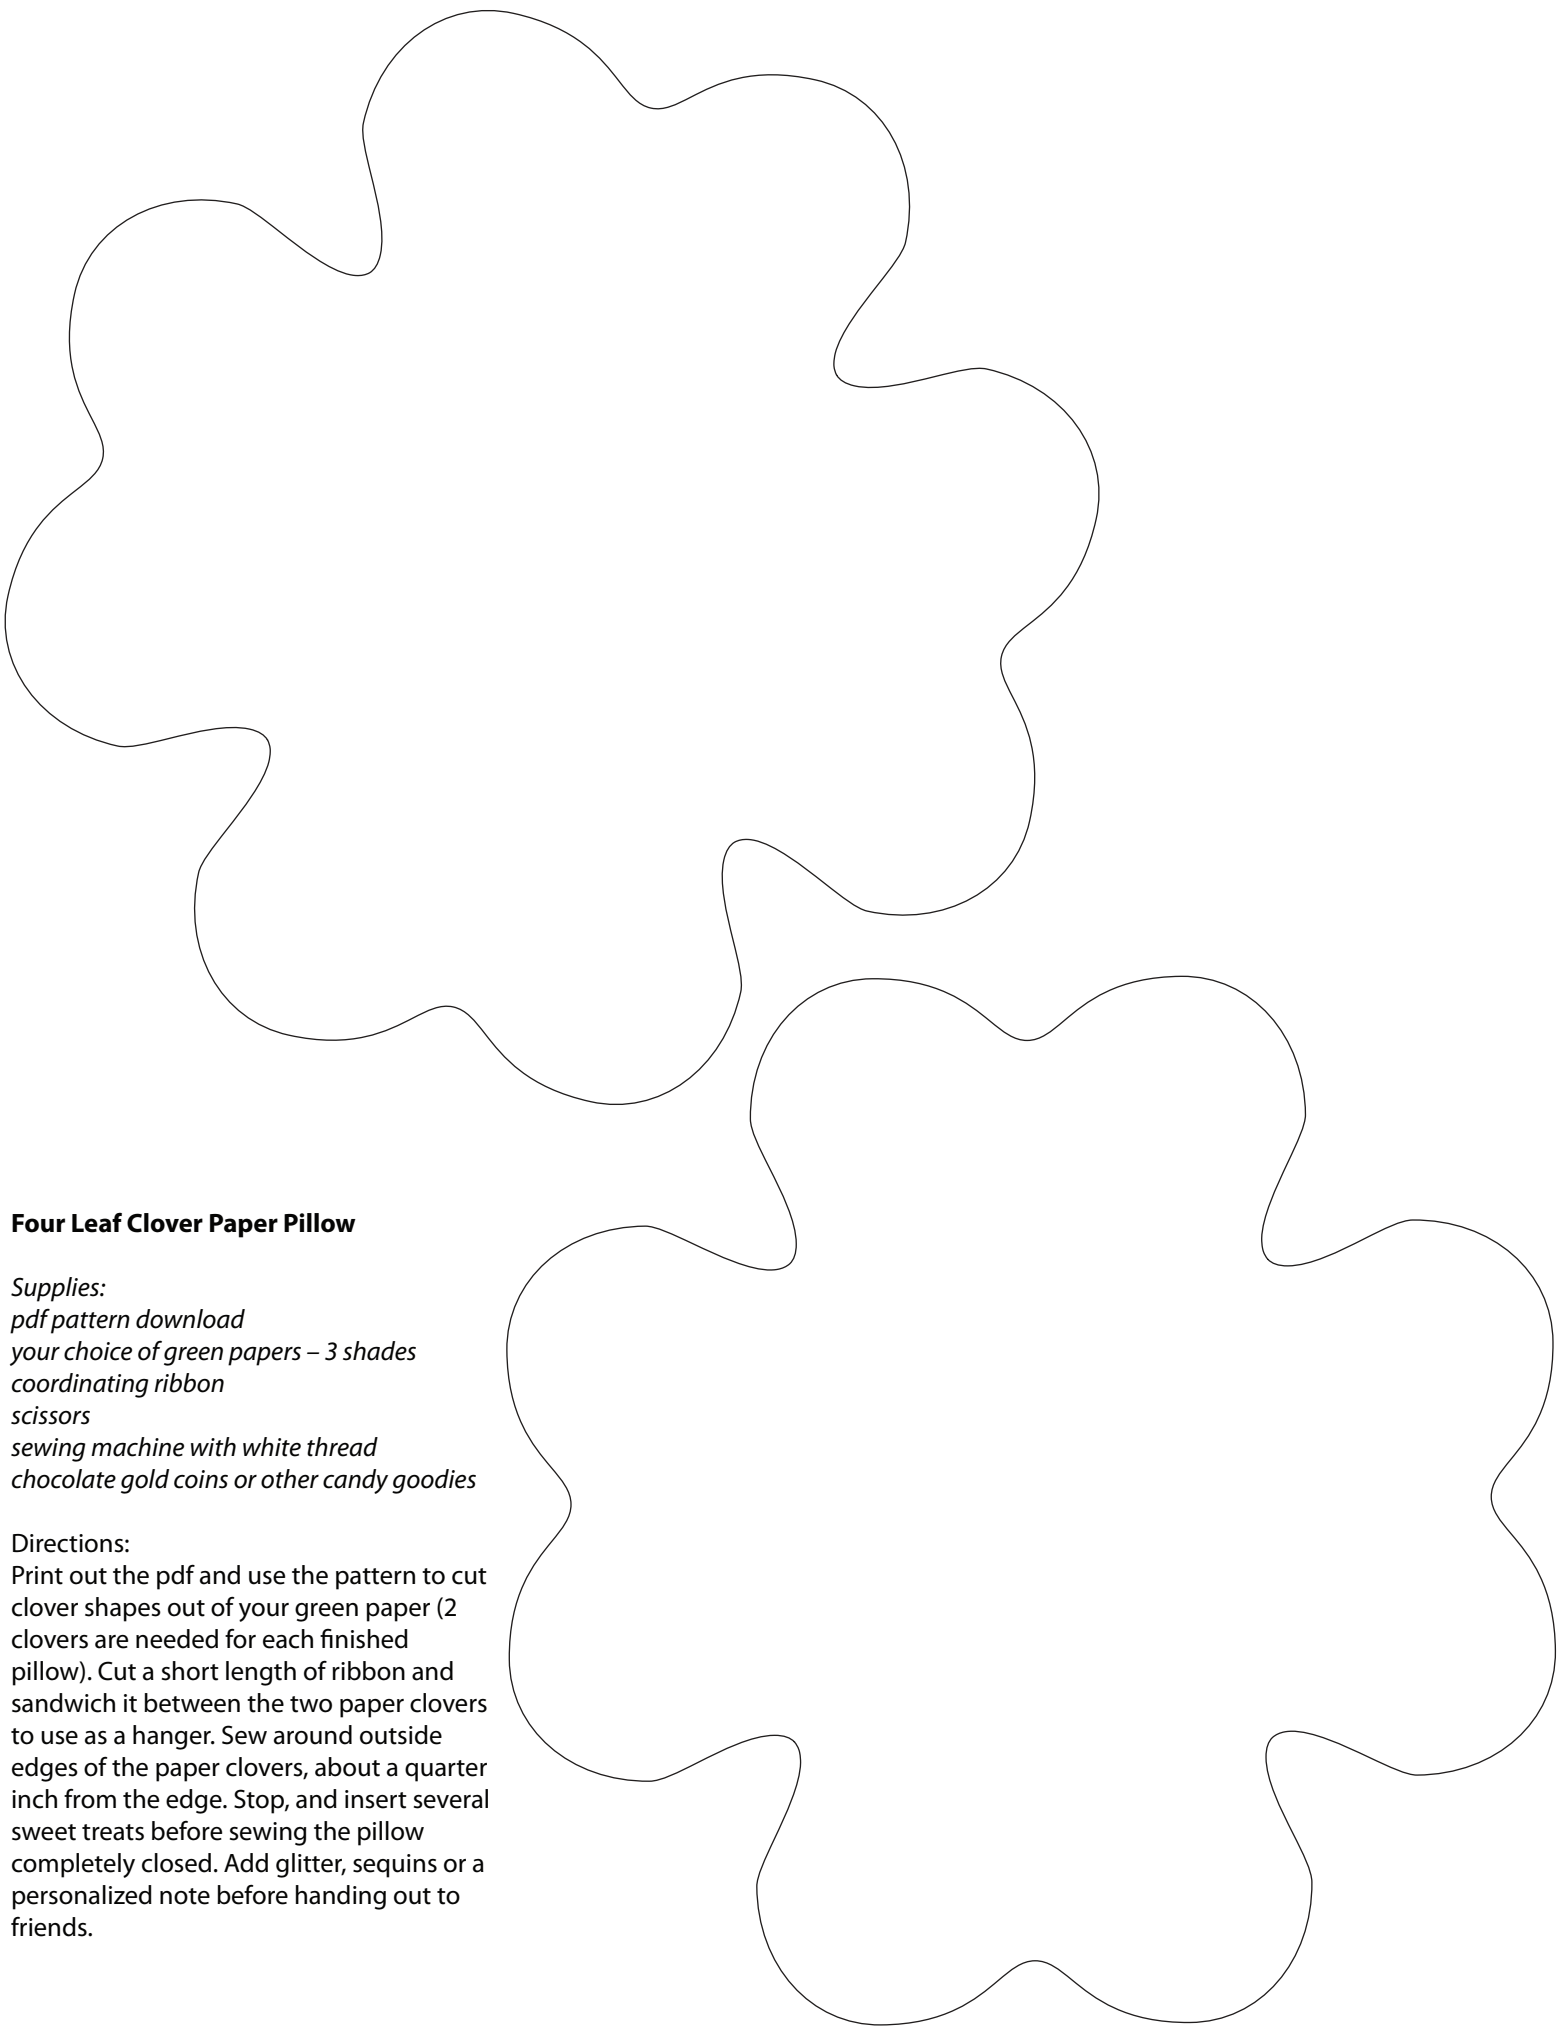 Four Leaf Clover Paper Pillow
Supplies:
pdf pattern download
your choice of green papers – 3 shades
coordinating ribbon
scissors
sewing machine with white thread
chocolate gold coins or other candy goodies
Directions:
Print out the pdf and use the pattern to cut
clover shapes out of your green paper (2
clovers are needed for each finished
pillow). Cut a short length of ribbon and
sandwich it between the two paper clovers
to use as a hanger. Sew around outside
edges of the paper clovers, about a quarter
inch from the edge. Stop, and insert several
sweet treats before sewing the pillow
completely closed. Add glitter, sequins or a
personalized note before handing out to
friends.